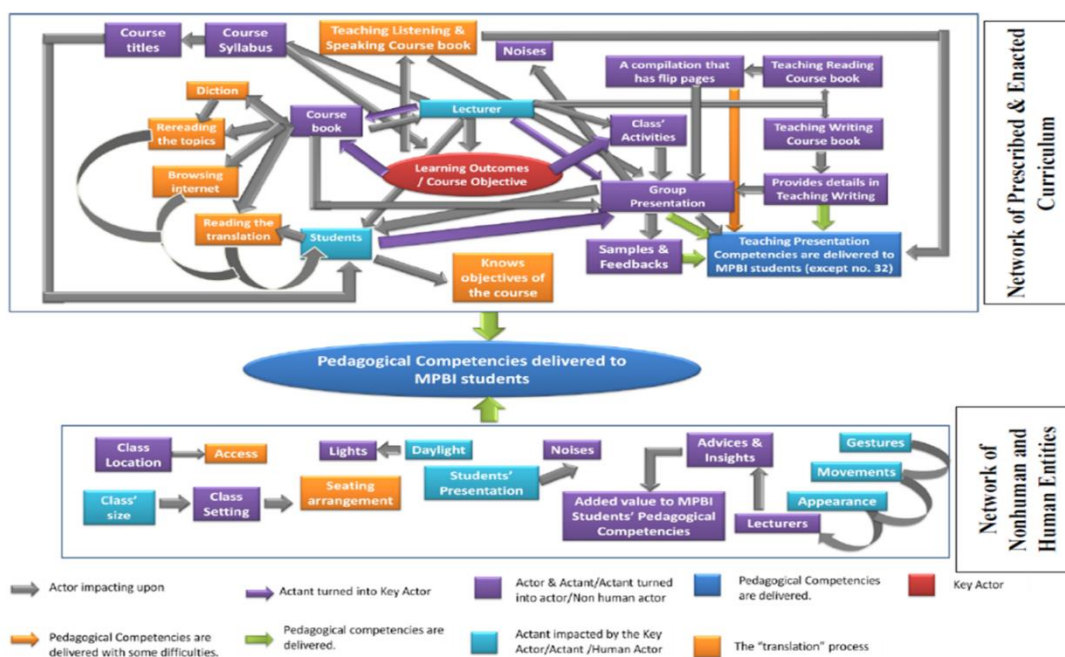 Course titles
Course Syllabus
Teaching Listening &
Speaking Course book
Noises
A compilation that
has flip pages
Teaching Reading
Course book
Diction
Rereading
the topics
Course
book
Lecturer
Class'
Activities
Teaching Writing
Course book
Browsing
internet
Learning Outcomes
/ Course Objective
Group
Presentation
Provides details in
Teaching Writing
Reading the
translation
Students
Knows
objectives of
the course
Samples &
Feedbacks
Teaching Presentation
Competencies are delivered to
MPBI students (except no. 32)
Network of Prescribed & Enacted
Curriculum
Pedagogical Competencies delivered to
MPBI students
Class
Location
Access
Lights
Daylight
Noises
Advices &
Insights
Gestures
Movements
Appearance
Class'
size
Class
Setting
Seating
arrangement
Students'
Presentation
Added value to MPBI
Students' Pedagogical
Competencies
Lecturers
Network of
Nonhuman and
Human Entities
Actor impacting upon
Actant turned into Key Actor
Actor & Actant/Actant turned
into actor/Non human actor
Pedagogical Competencies
are delivered.
Key Actor
Pedagogical Competencies are
delivered with some difficulties.
Pedagogical competencies are
delivered.
Actant impacted by the Key
Actor/Actant /Human Actor
The "translation" process